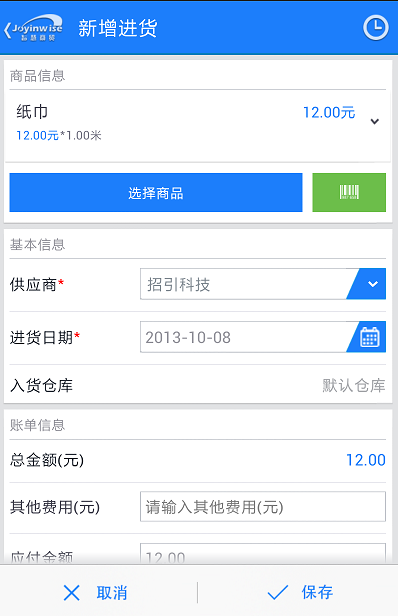 Joyinwise
智慧商贸
新增进货
商品信息
纸巾
12.00元
12.00元*1.00米
选择商品
基本信息
供应商*
招引科技
进货日期*
2013-10-08
入货仓库
默认仓库
账单信息
总金额(元)
12.00
其他费用(元)
请输入其他费用(元)
应付金额
12.00
取消
保存